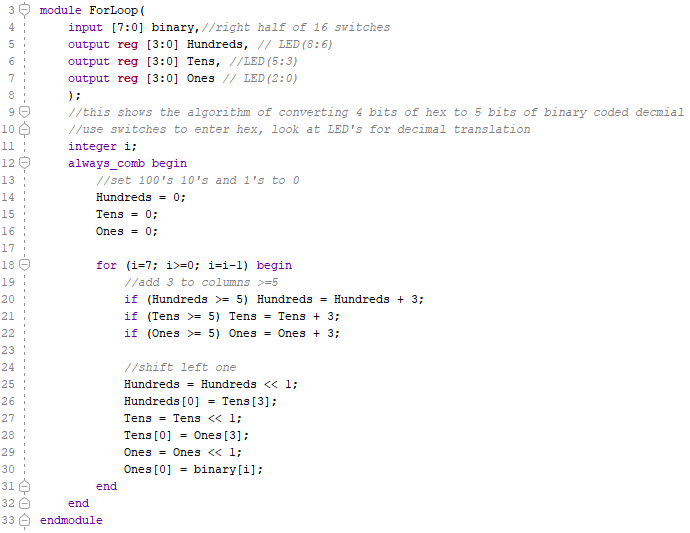 3 module ForLoop(
4 input [7:0] binary,//right half of 16 switches
5 output reg [3:0] Hundreds, // LED(8:6)
6 output reg [3:0] Tens, //LED(5:3)
7 output reg [3:0] Ones // LED(2:0)
8 );
9 //this shows the algorithm of converting 4 bits of hex to 5 bits of binary coded decmial
10 //use switches to enter hex, look at LED's for decimal translation
11 integer i;
12 always_comb begin
13 //set 100's 10's and 1's to 0
14 Hundreds = 0;
15 Tens = 0;
16 Ones = 0;
17
18 for (i=7; i>=0; i=i-1) begin
19 //add 3 to columns >=5
20 if (Hundreds >= 5) Hundreds = Hundreds + 3;
21 if (Tens >= 5) Tens = Tens + 3;
22 if (Ones >= 5) Ones = Ones + 3;
23
24 //shift left one
25 Hundreds = Hundreds << 1;
26 Hundreds[0] = Tens[3];
27 Tens = Tens << 1;
28 Tens[0] = Ones[3];
29 Ones = Ones << 1;
30 Ones[0] = binary[i];
31 end
32 end
33 endmodule